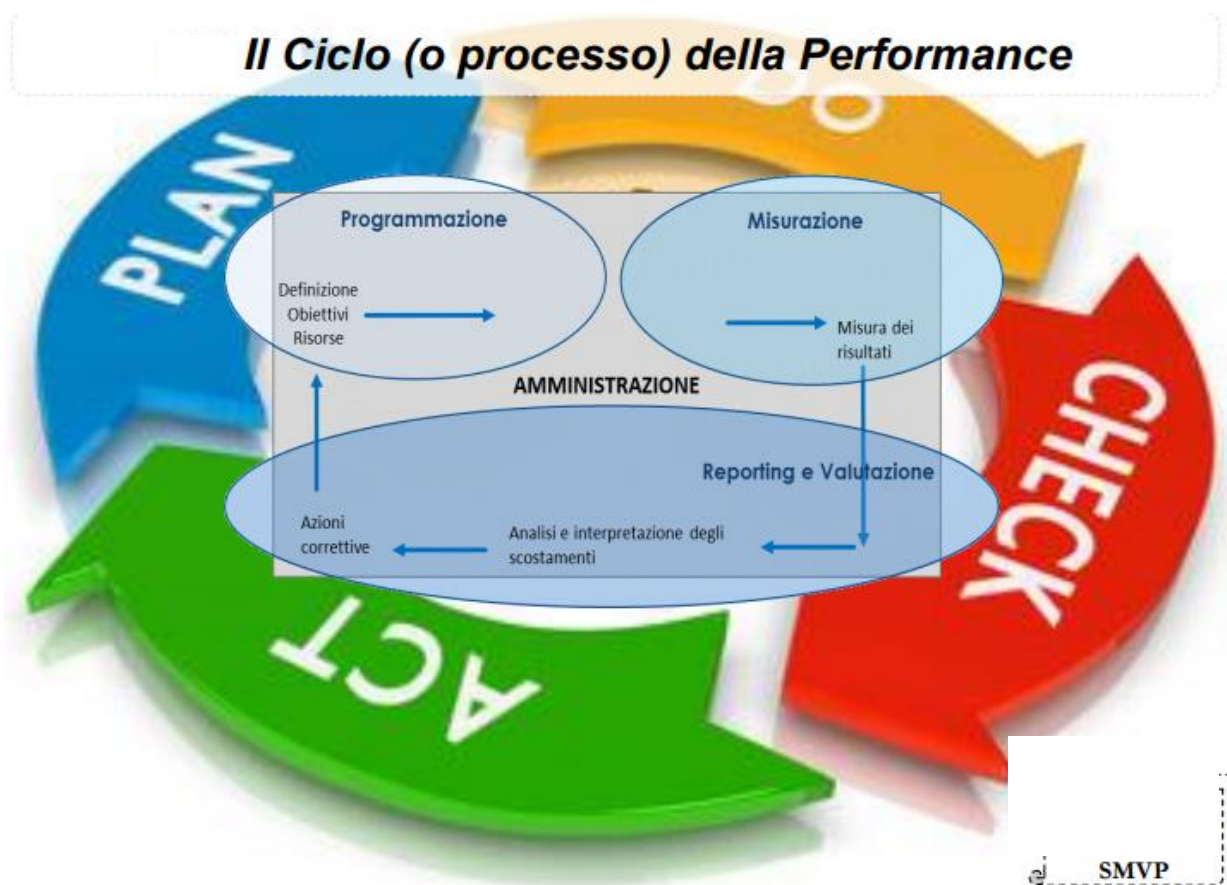 Il Ciclo (o processo) della Performance
DO
PLAN
Programmazione
Misurazione
Definizione
Obiettivi
Risorse
Misura dei
risultati
AMMINISTRAZIONE
CHECK
Reporting e Valutazione
Azioni
correttive
Analisi e interpretazione degli
scostamenti
ACT
SMVP